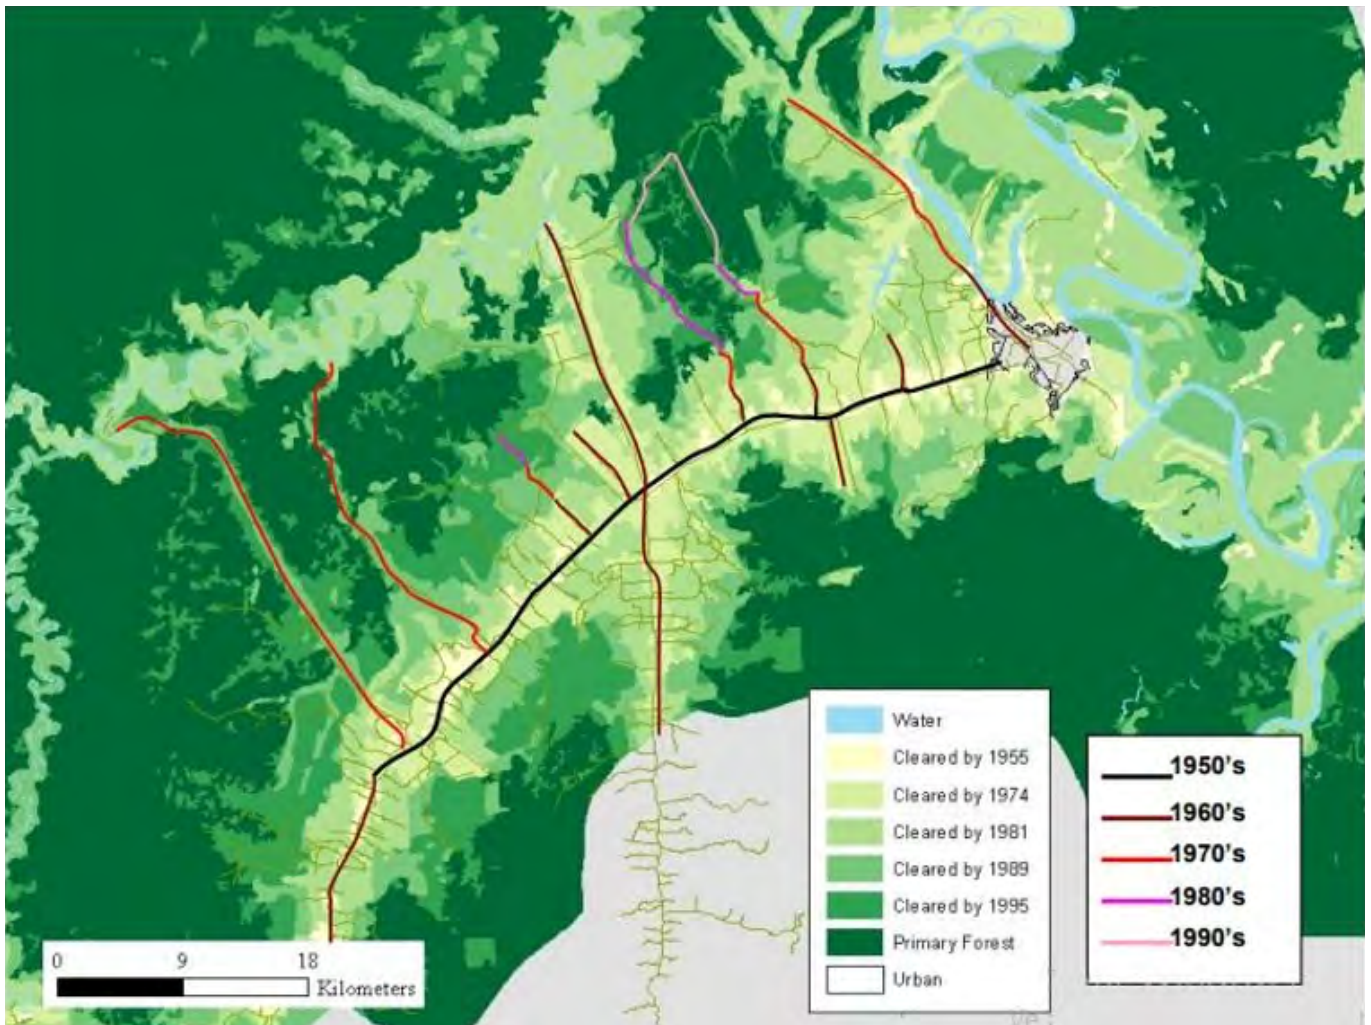 Water
Cleared by 1955
Cleared by 1974
Cleared by 1981
Cleared by 1989
Cleared by 1995
Primary Forest
Urban
1950's
1960's
1970's
1980's
1990's
0 9 18
Kilometers